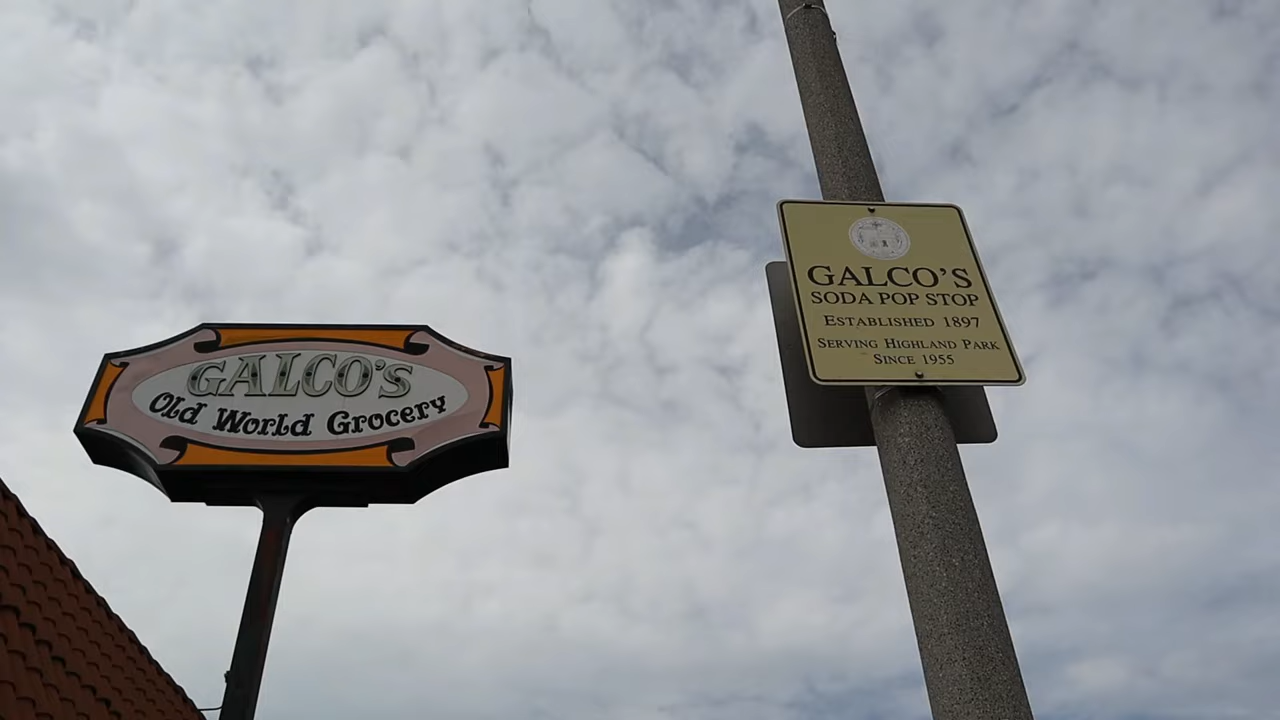 GALCO'S
Old World Grocery
GALCO'S
SODA POP STOP
ESTABLISHED 1897
SERVING HIGHLAND PARK
SINCE 1955